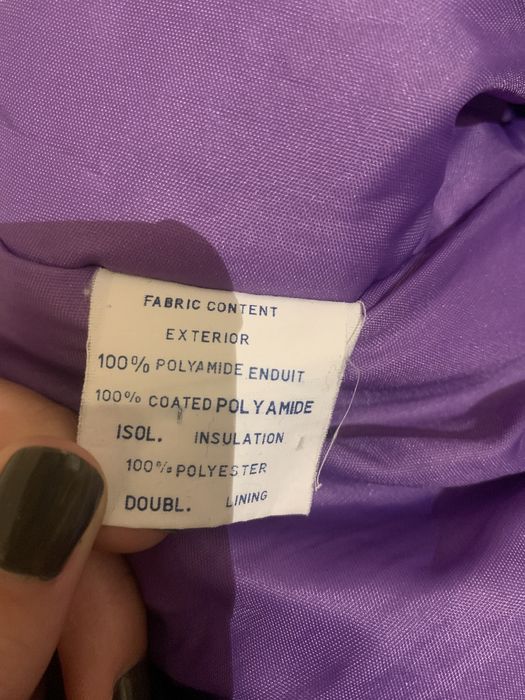 FABRIC CONTENT
EXTERIOR
100% POLYAMIDE ENDUIT
100% COATED POLYAMIDE
ISOL. INSULATION
100% POLYESTER
DOUBL. LINING